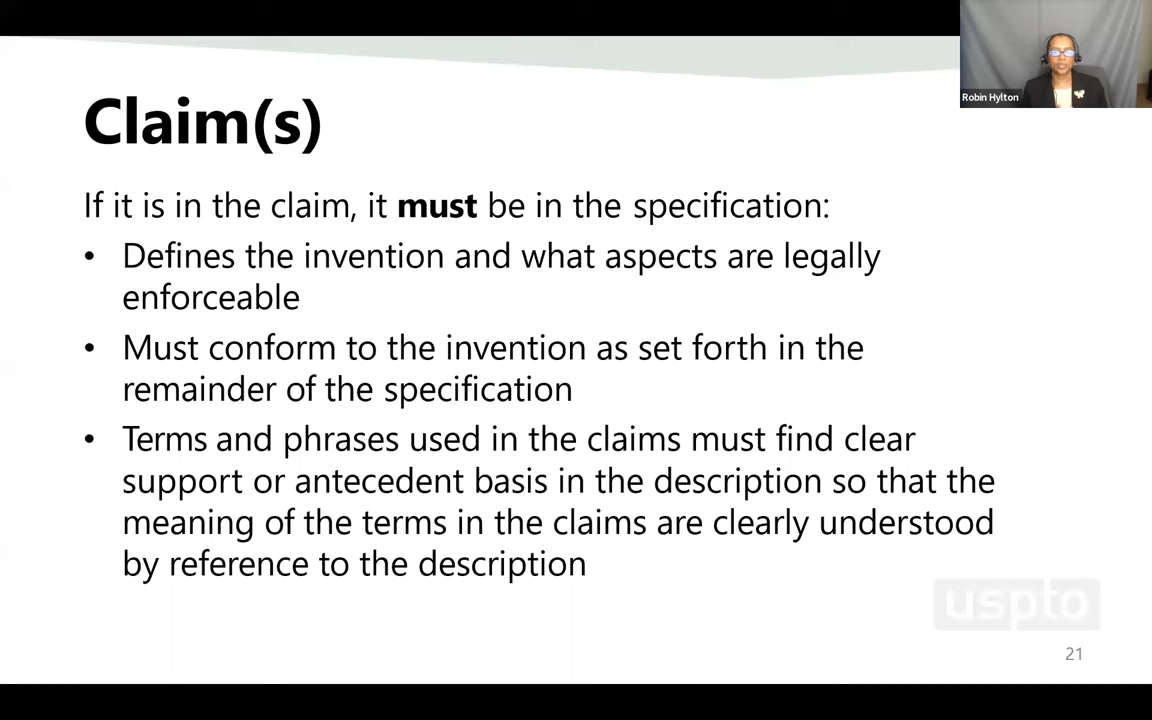 Robin Hylton
Claim(s)
If it is in the claim, it must be in the specification:
• Defines the invention and what aspects are legally
enforceable
• Must conform to the invention as set forth in the
remainder of the specification
• Terms and phrases used in the claims must find clear
support or antecedent basis in the description so that the
meaning of the terms in the claims are clearly understood
by reference to the description
uspto
21